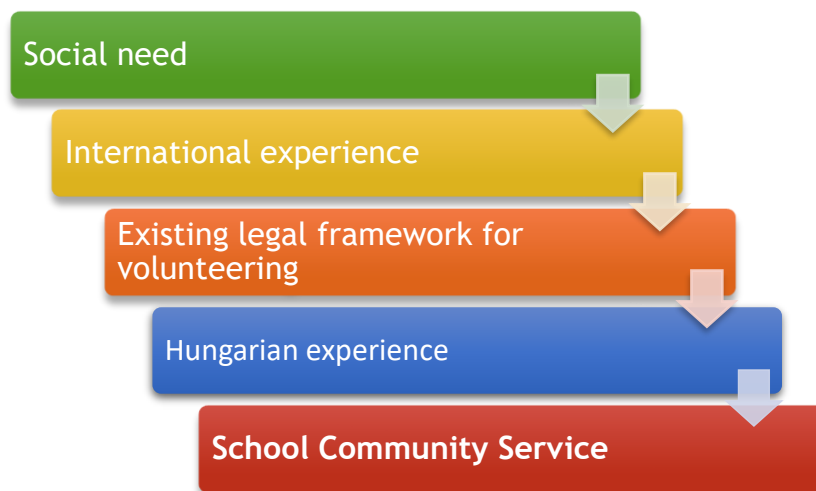 Social need
International experience
Existing legal framework for
volunteering
Hungarian experience
School Community Service